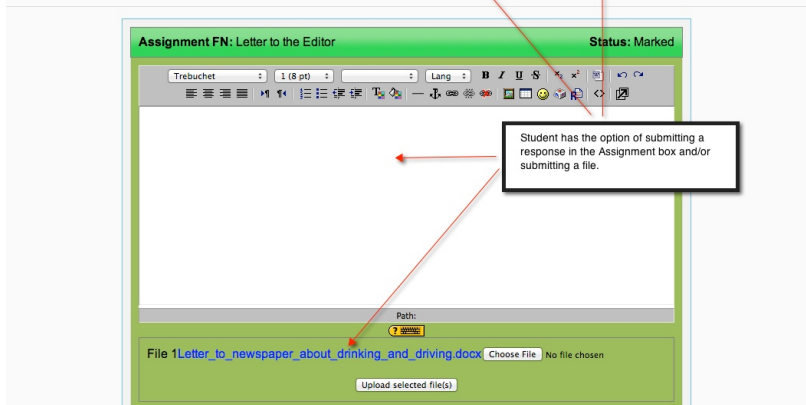 Assignment FN: Letter to the Editor Status: Marked
Trebuchet 1 (8 pt) Lang B I U S x₂ x²
Student has the option of submitting a
response in the Assignment box and/or
submitting a file.
Path:
?
File 1Letter_to_newspaper_about_drinking_and_driving.docx Choose File No file chosen
Upload selected file(s)